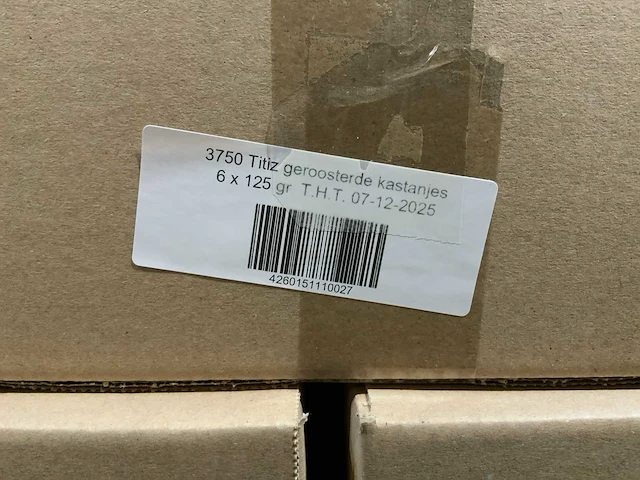 3750 Titiz geroosterde kastanjes
6 x 125 gr T.H.T. 07-12-2025
4260151110027